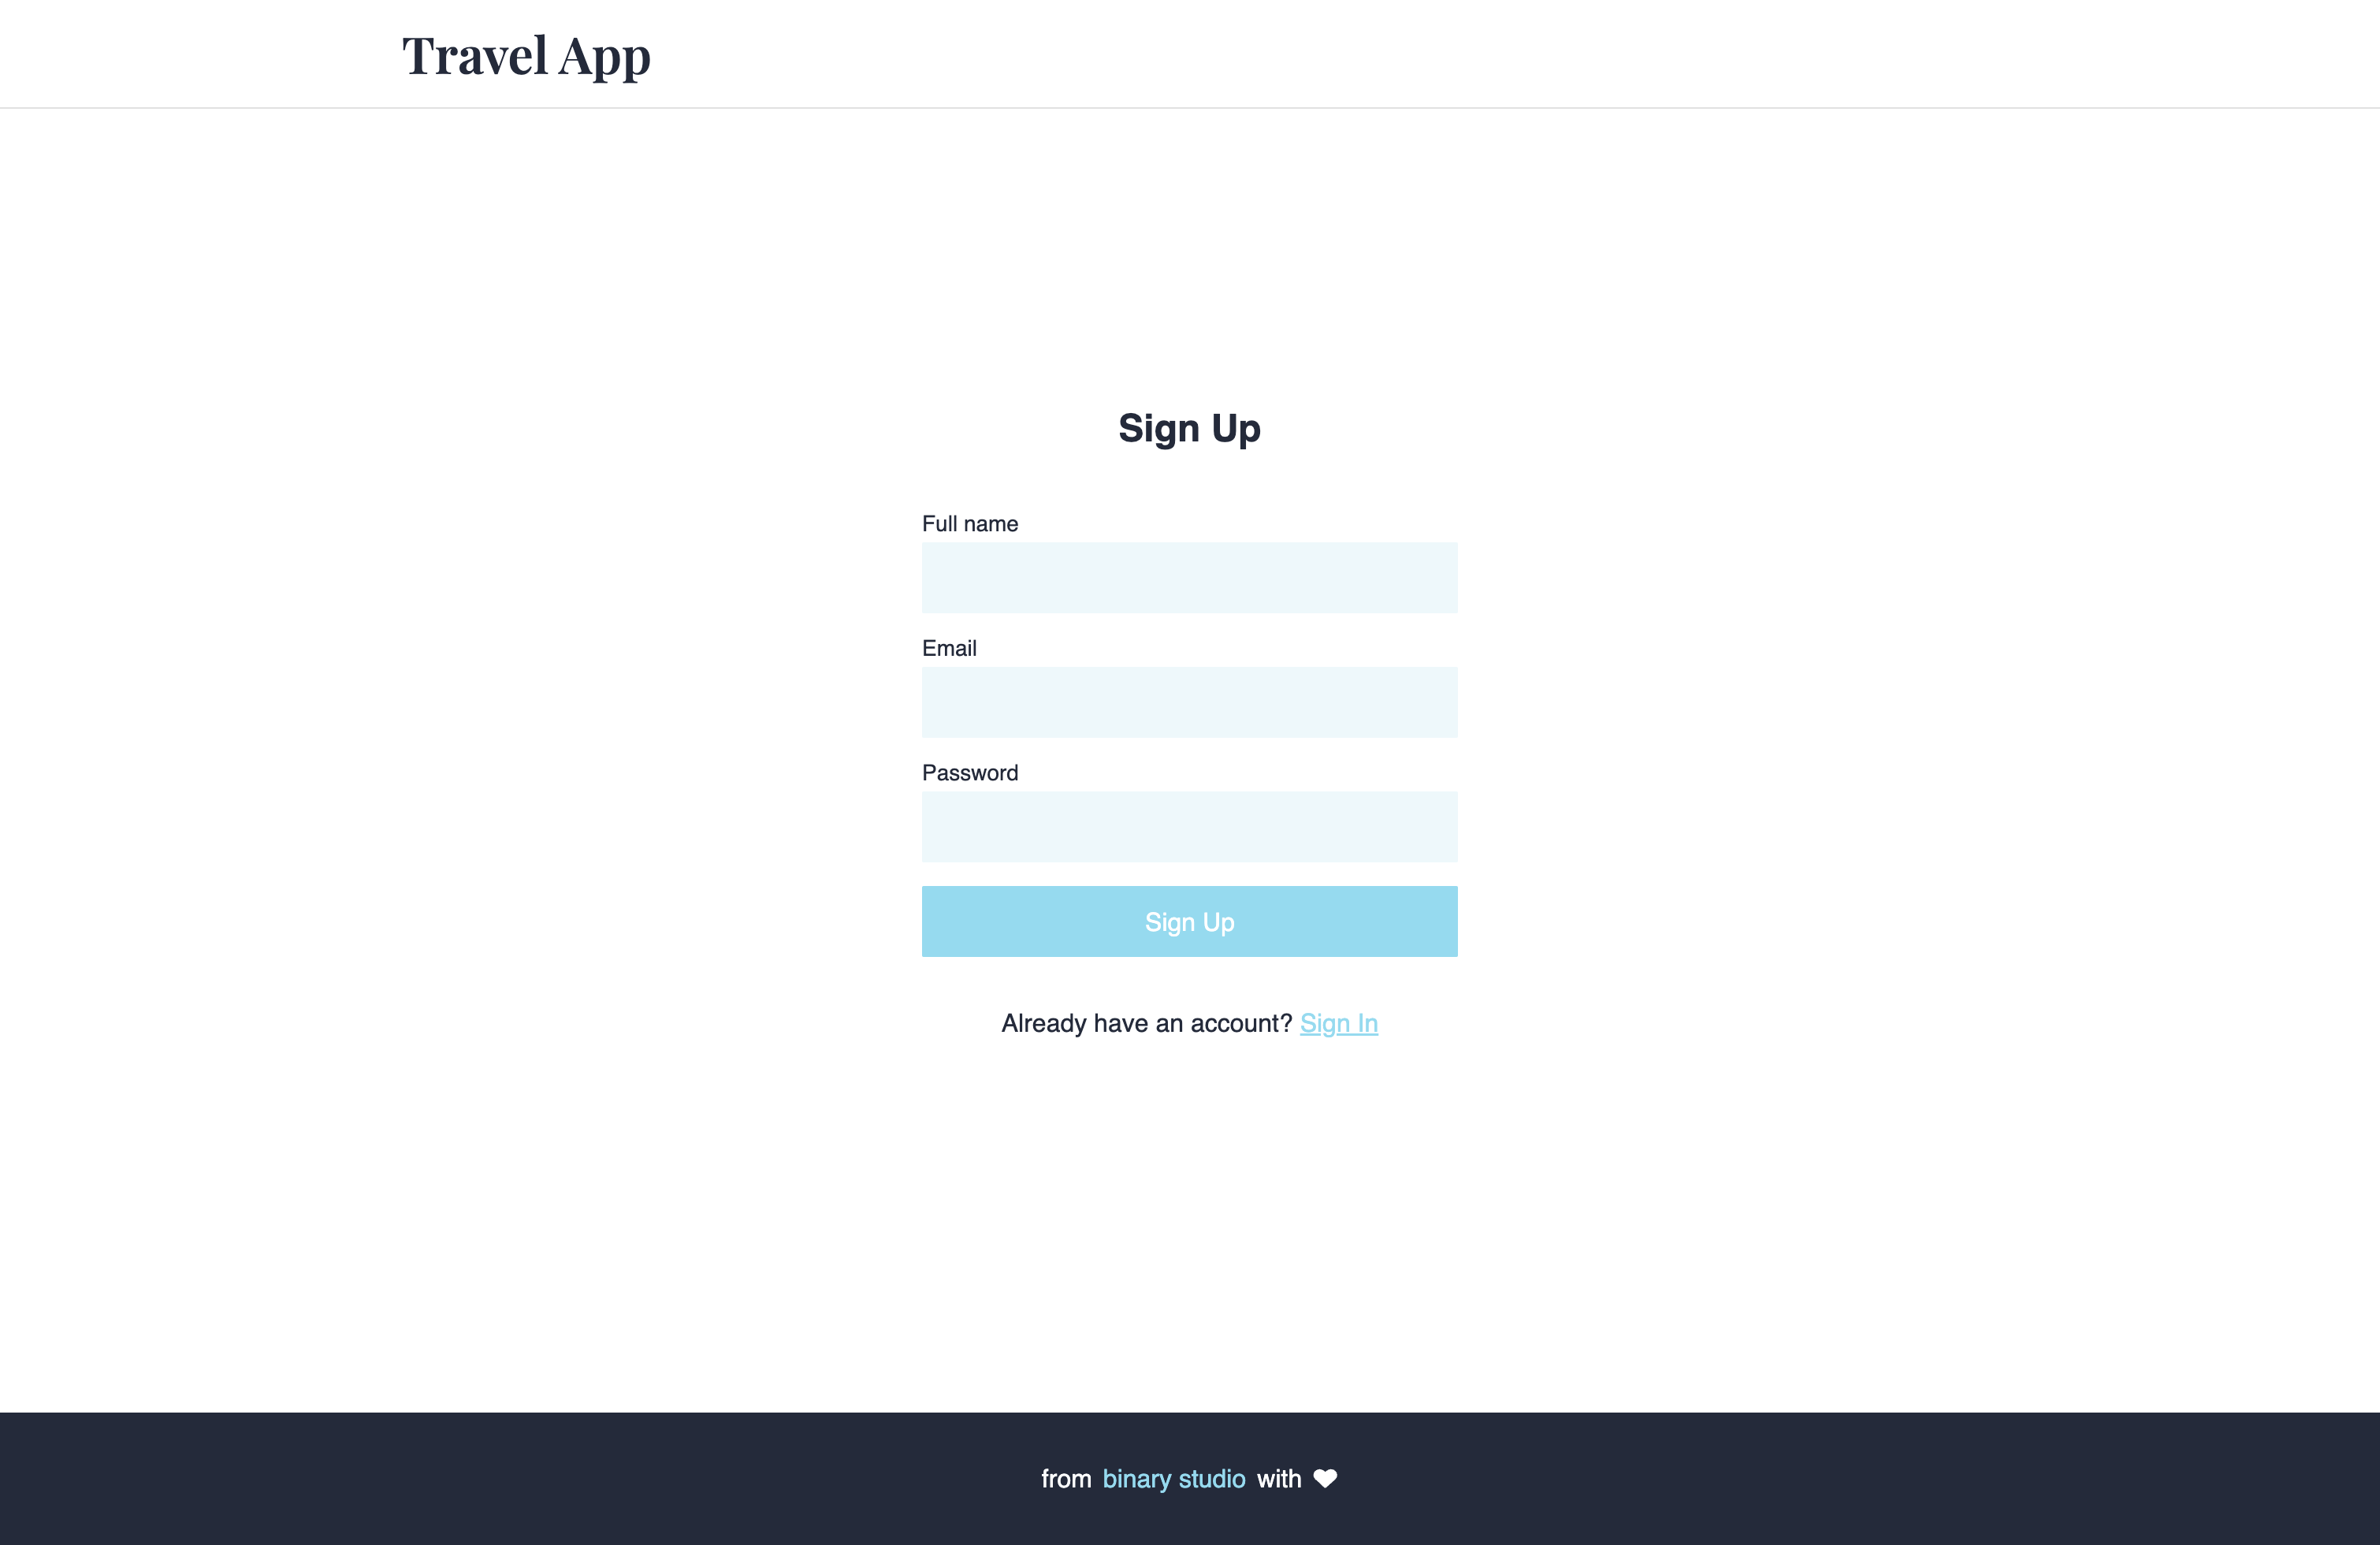 Travel App
Sign Up
Full name
Email
Password
Sign Up
Already have an account? Sign In
from binary studio with